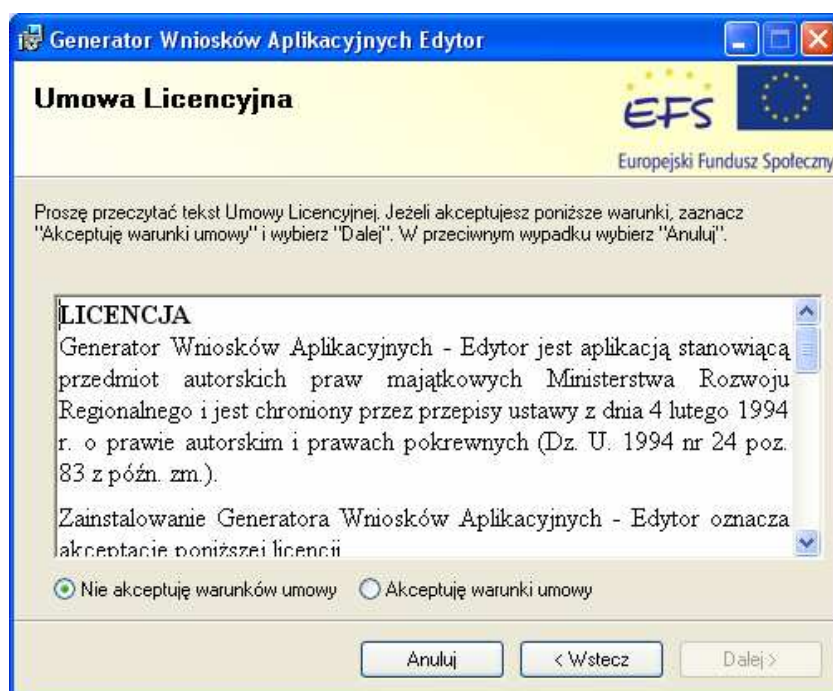 Generator Wniosków Aplikacyjnych Edytor
Umowa Licencyjna
EFS
Europejski Fundusz Społeczny
Proszę przeczytać tekst Umowy Licencyjnej. Jeżeli akceptujesz poniższe warunki, zaznacz
"Akceptuję warunki umowy" i wybierz "Dalej". W przeciwnym wypadku wybierz "Anuluj".
LICENCJA
Generator Wniosków Aplikacyjnych - Edytor jest aplikacją stanowiącą
przedmiot autorskich praw majątkowych Ministerstwa Rozwoju
Regionalnego i jest chroniony przez przepisy ustawy z dnia 4 lutego 1994
r. o prawie autorskim i prawach pokrewnych (Dz. U. 1994 nr 24 poz.
83 z późn. zm.).
Zainstalowanie Generatora Wniosków Aplikacyjnych - Edytor oznacza
akceptację poniższej licencji
Nie akceptuję warunków umowy Akceptuję warunki umowy
Anuluj < Wstecz Dalej >